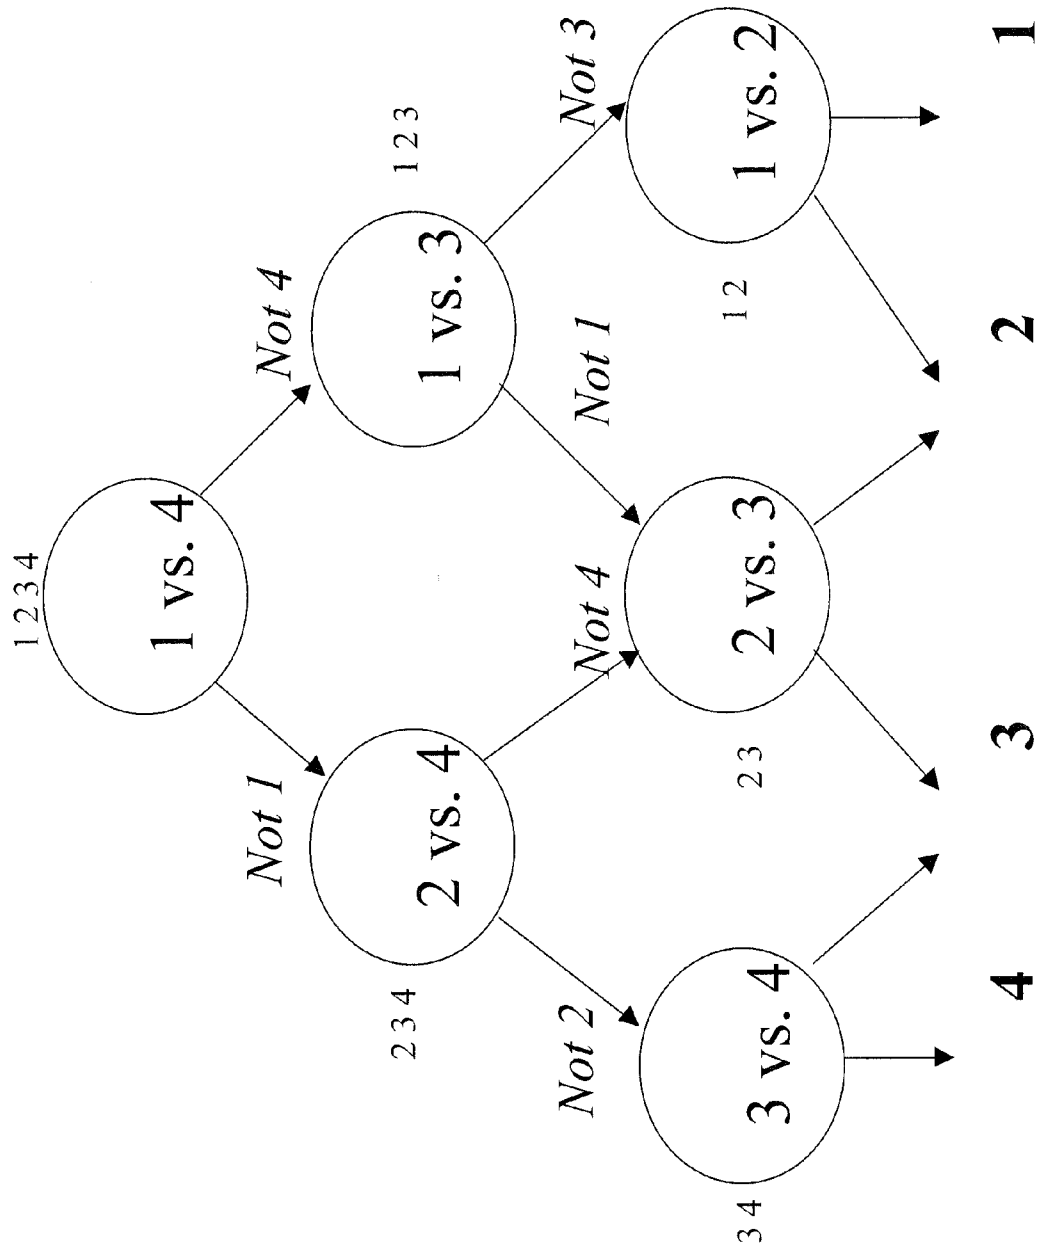 1 2 3 4
1 vs. 4
Not 1
Not 4
2 3 4
2 vs. 4
1 vs. 3
1 2 3
Not 2
Not 4
Not 1
Not 3
3 4
3 vs. 4
2 3
2 vs. 3
1 2
1 vs. 2
4
3
2
1